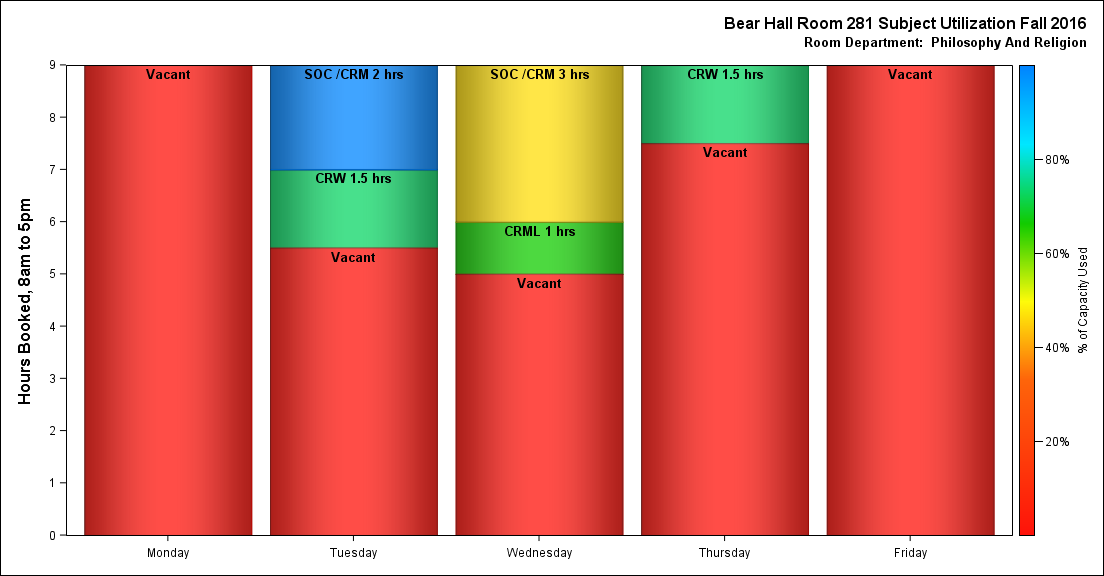 Bear Hall Room 281 Subject Utilization Fall 2016
Room Department:  Philosophy And Religion
Hours Booked, 8am to 5pm
9
8
7
6
5
4
3
2
1
0
Vacant
SOC /CRM 2 hrs
CRW 1.5 hrs
Vacant
SOC /CRM 3 hrs
CRML 1 hrs
Vacant
CRW 1.5 hrs
Vacant
Vacant
Monday
Tuesday
Wednesday
Thursday
Friday
80%
60%
40%
20%
% of Capacity Used